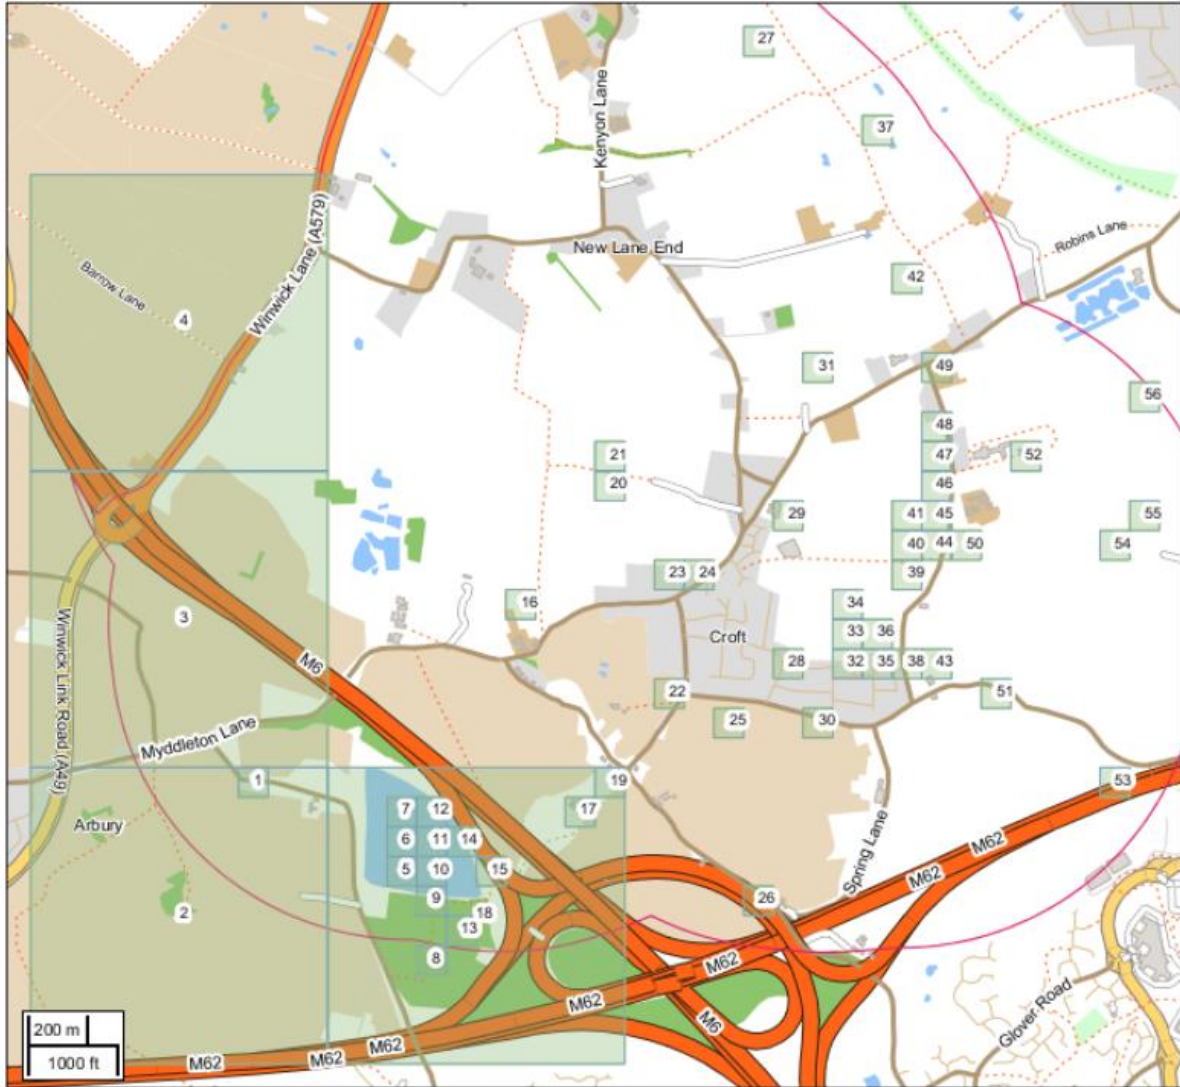 27
Kenyon Lane
37
New Lane End
Robins Lane
Winwick Lane (A579)
Barrow Lane
42
4
31
49
56
48
21
47
52
20
46
29
41
45
55
40
44
50
54
23
24
39
16
34
3
33
36
Croft
M6
28
32
35
38
43
Winwick Link Road (A49)
22
51
25
30
Myddleton Lane
1
19
53
7
12
17
Arbury
6
11
14
M62
5
10
15
M62
Spring Lane
9
26
2
18
13
8
M62
M62
Glover Road
M6
200 m
1000 ft
M62
M62
M62